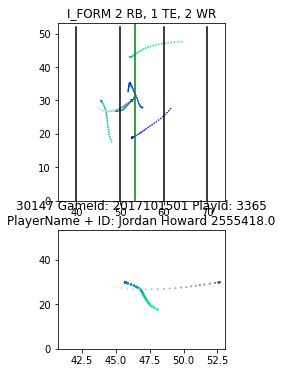 I_FORM 2 RB, 1 TE, 2 WR
50
40
30
20
10
0
40 50 60 70
30147 GameId: 2017101501 PlayId: 3365
PlayerName + ID: Jordan Howard 2555418.0
40
20
0
42.5 45.0 47.5 50.0 52.5